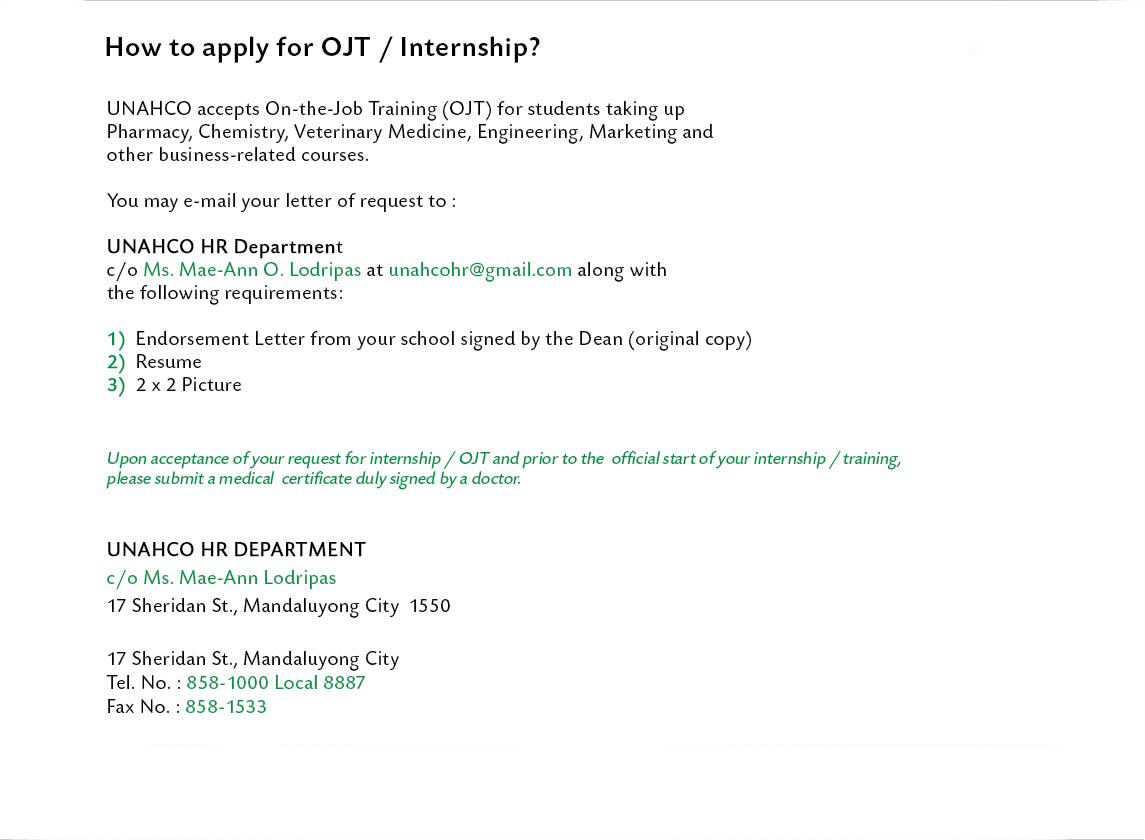 How to apply for OJT / Internship?
UNAHCO accepts On-the-Job Training (OJT) for students taking up
Pharmacy, Chemistry, Veterinary Medicine, Engineering, Marketing and
other business-related courses.
You may e-mail your letter of request to :
UNAHCO HR Department
c/o Ms. Mae-Ann O. Lodripas at unahcohr@gmail.com along with
the following requirements:
1) Endorsement Letter from your school signed by the Dean (original copy)
2) Resume
3) 2 x 2 Picture
Upon acceptance of your request for internship / OJT and prior to the official start of your internship / training,
please submit a medical certificate duly signed by a doctor.
UNAHCO HR DEPARTMENT
c/o Ms. Mae-Ann Lodripas
17 Sheridan St., Mandaluyong City 1550
17 Sheridan St., Mandaluyong City
Tel. No. : 858-1000 Local 8887
Fax No. : 858-1533